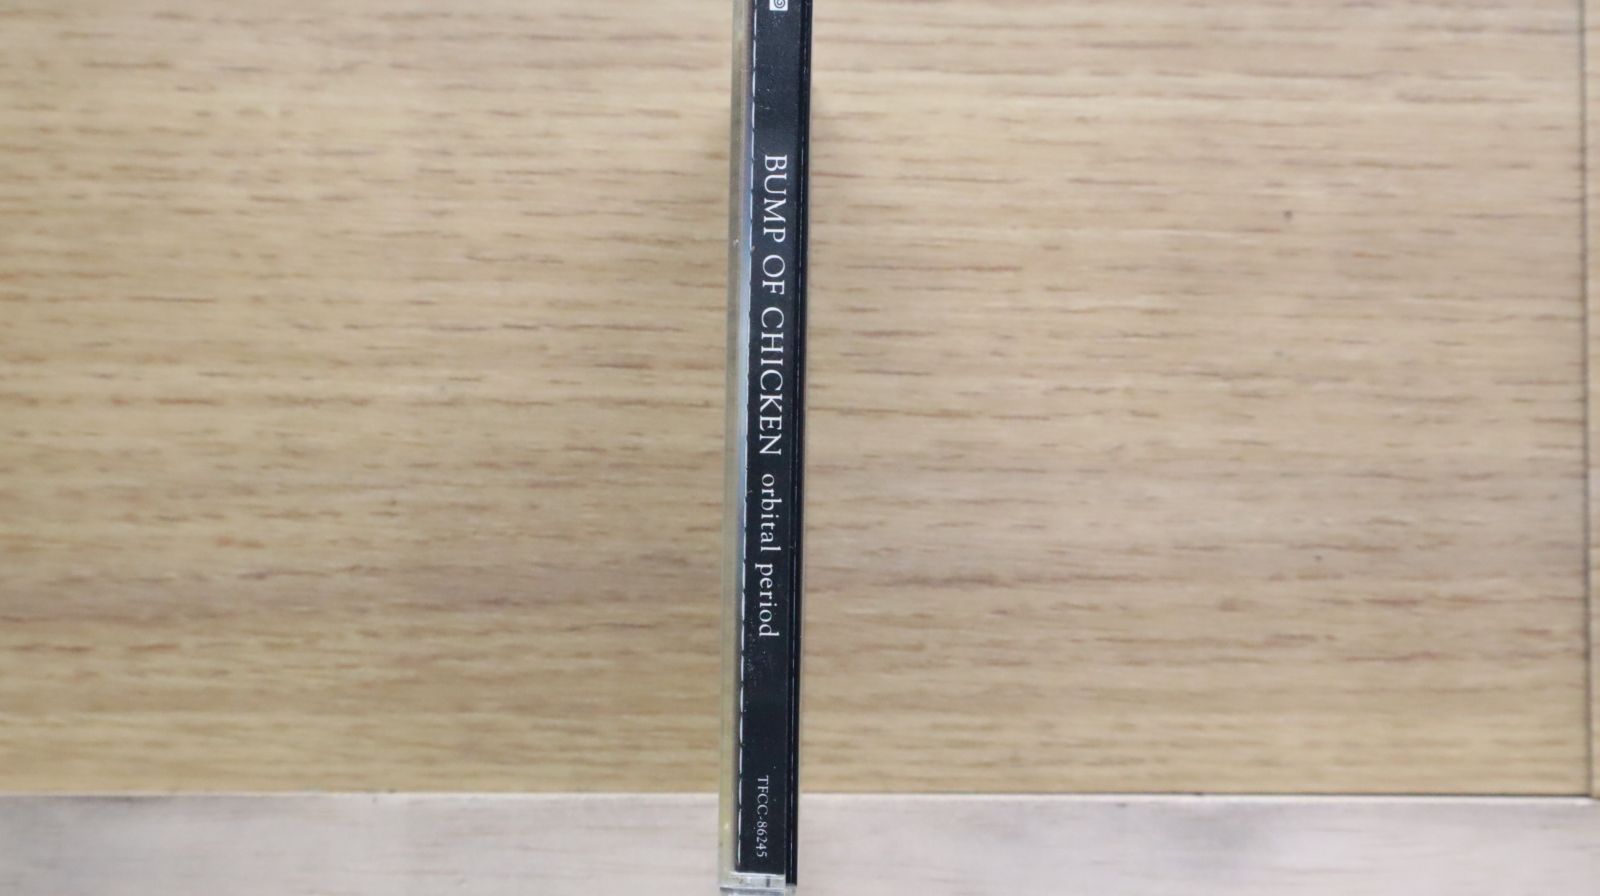 BUMP OF CHICKEN orbital period
TFCC-86245